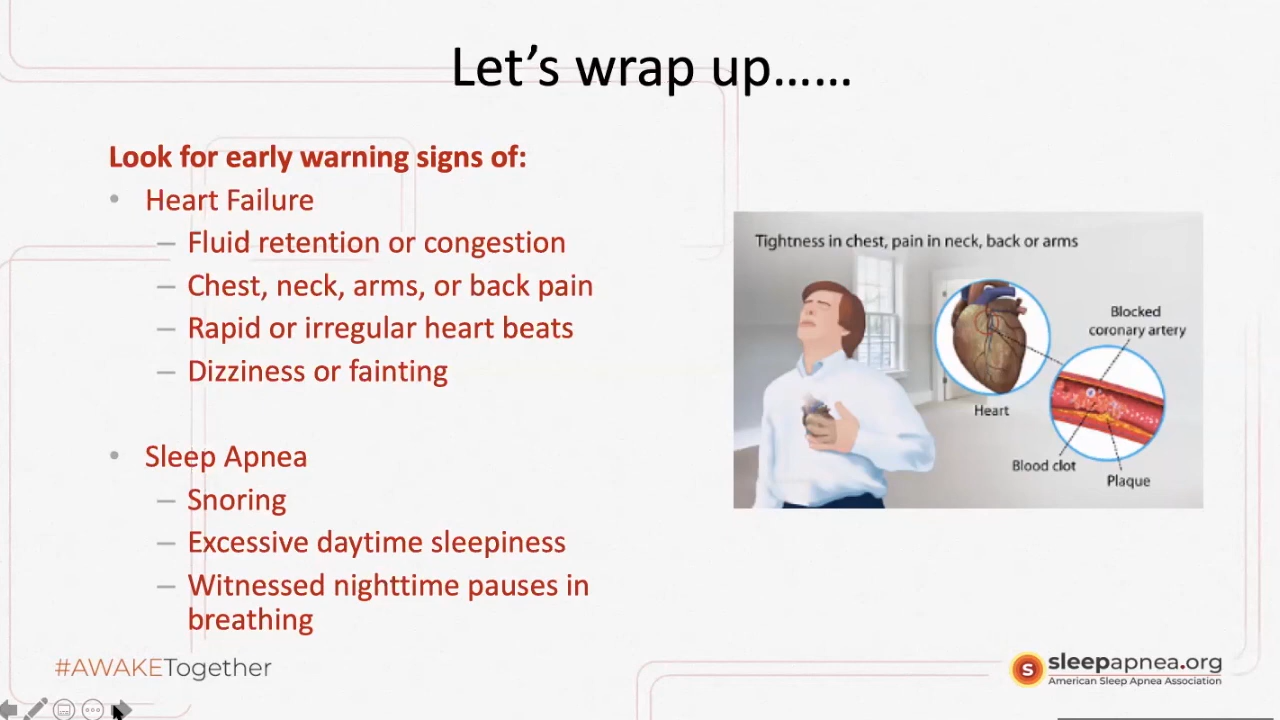 Let's wrap up......
Look for early warning signs of:
• Heart Failure
– Fluid retention or congestion
– Chest, neck, arms, or back pain
– Rapid or irregular heart beats
– Dizziness or fainting
• Sleep Apnea
– Snoring
– Excessive daytime sleepiness
– Witnessed nighttime pauses in
breathing
Tightness in chest, pain in neck, back or arms
Blocked
coronary artery
Heart
Blood clot
Plaque
#AWAKETogether
S
sleepapnea.org
American Sleep Apnea Association